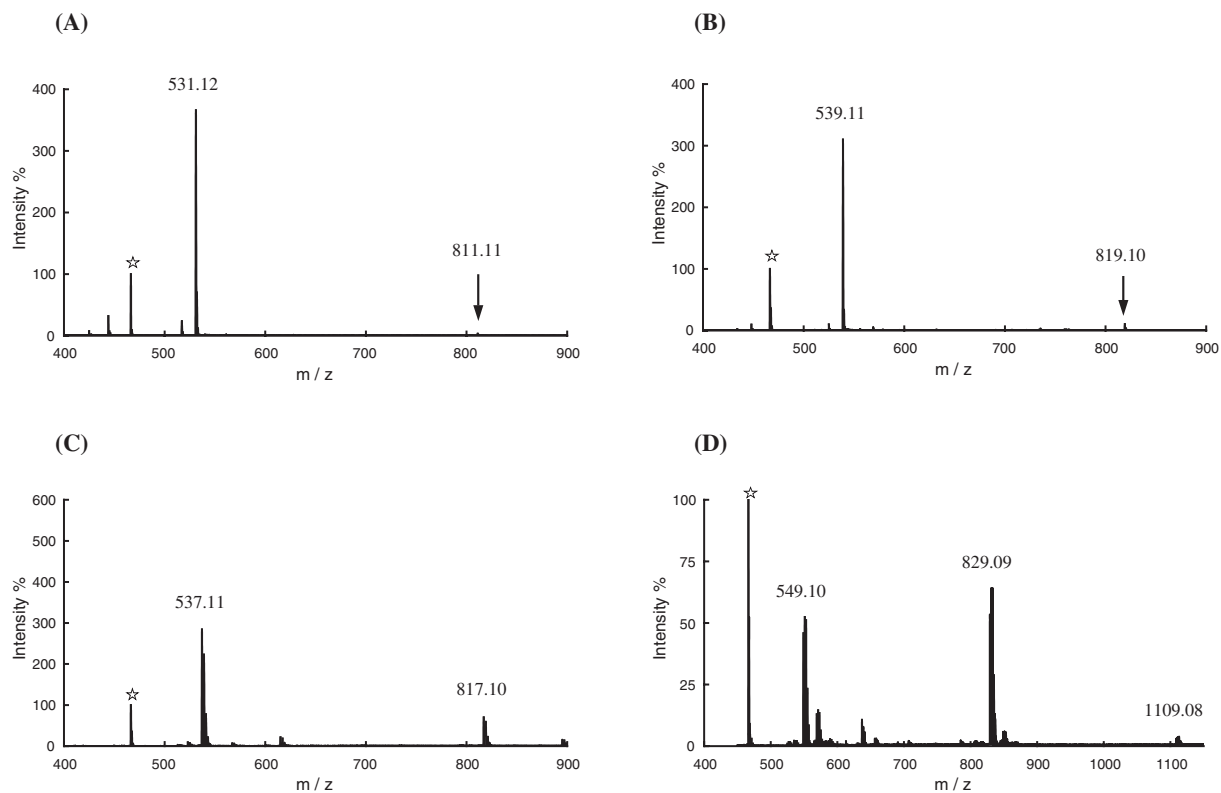 (A)
400
300
200
100
0
Intensity %
531.12
☆
811.11
400 500 600 700 800 900
m / z
(B)
400
300
200
100
0
Intensity %
539.11
☆
819.10
400 500 600 700 800 900
m / z
(C)
600
500
400
300
200
100
0
Intensity %
537.11
☆
817.10
400 500 600 700 800 900
m / z
(D)
100
75
50
25
0
Intensity %
☆
549.10
829.09
1109.08
400 500 600 700 800 900 1000 1100
m / z